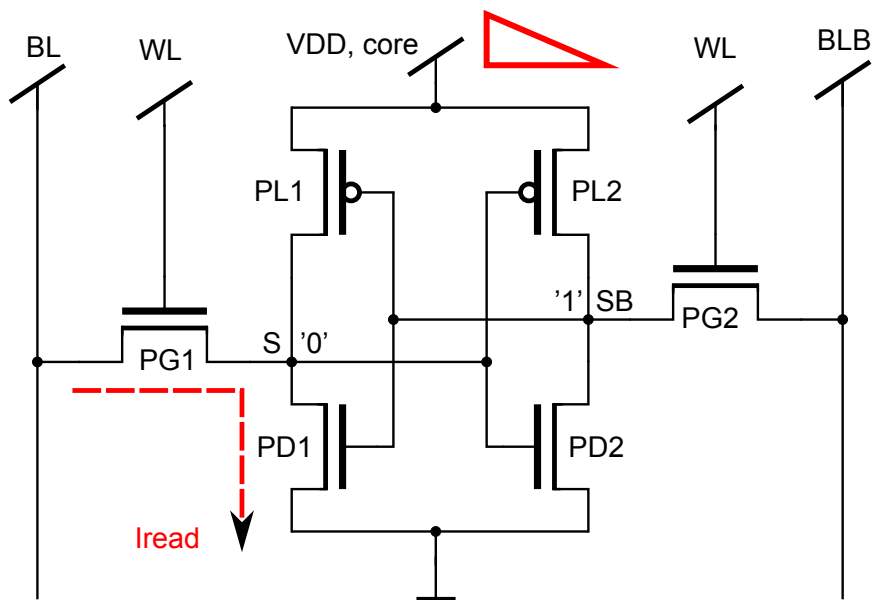 BL
WL
VDD, core
WL
BLB
PL1
PL2
S '0'
'1' SB
PG1
PG2
PD1
PD2
Iread